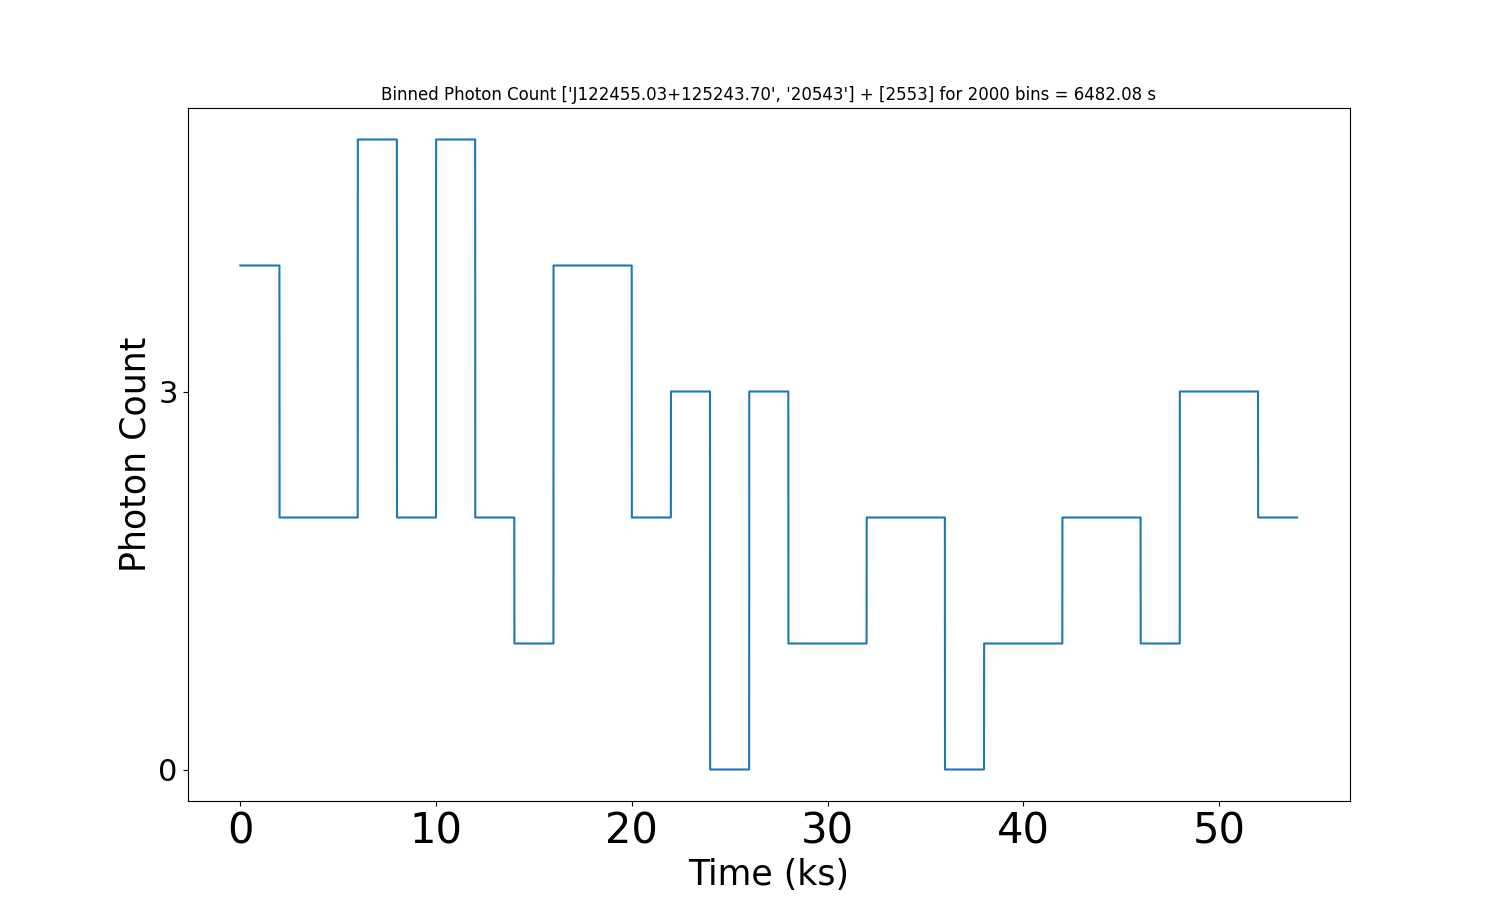 Binned Photon Count ['J122455.03+125243.70', '20543'] + [2553] for 2000 bins = 6482.08 s
Photon Count
3
0
0 10 20 30 40 50
Time (ks)